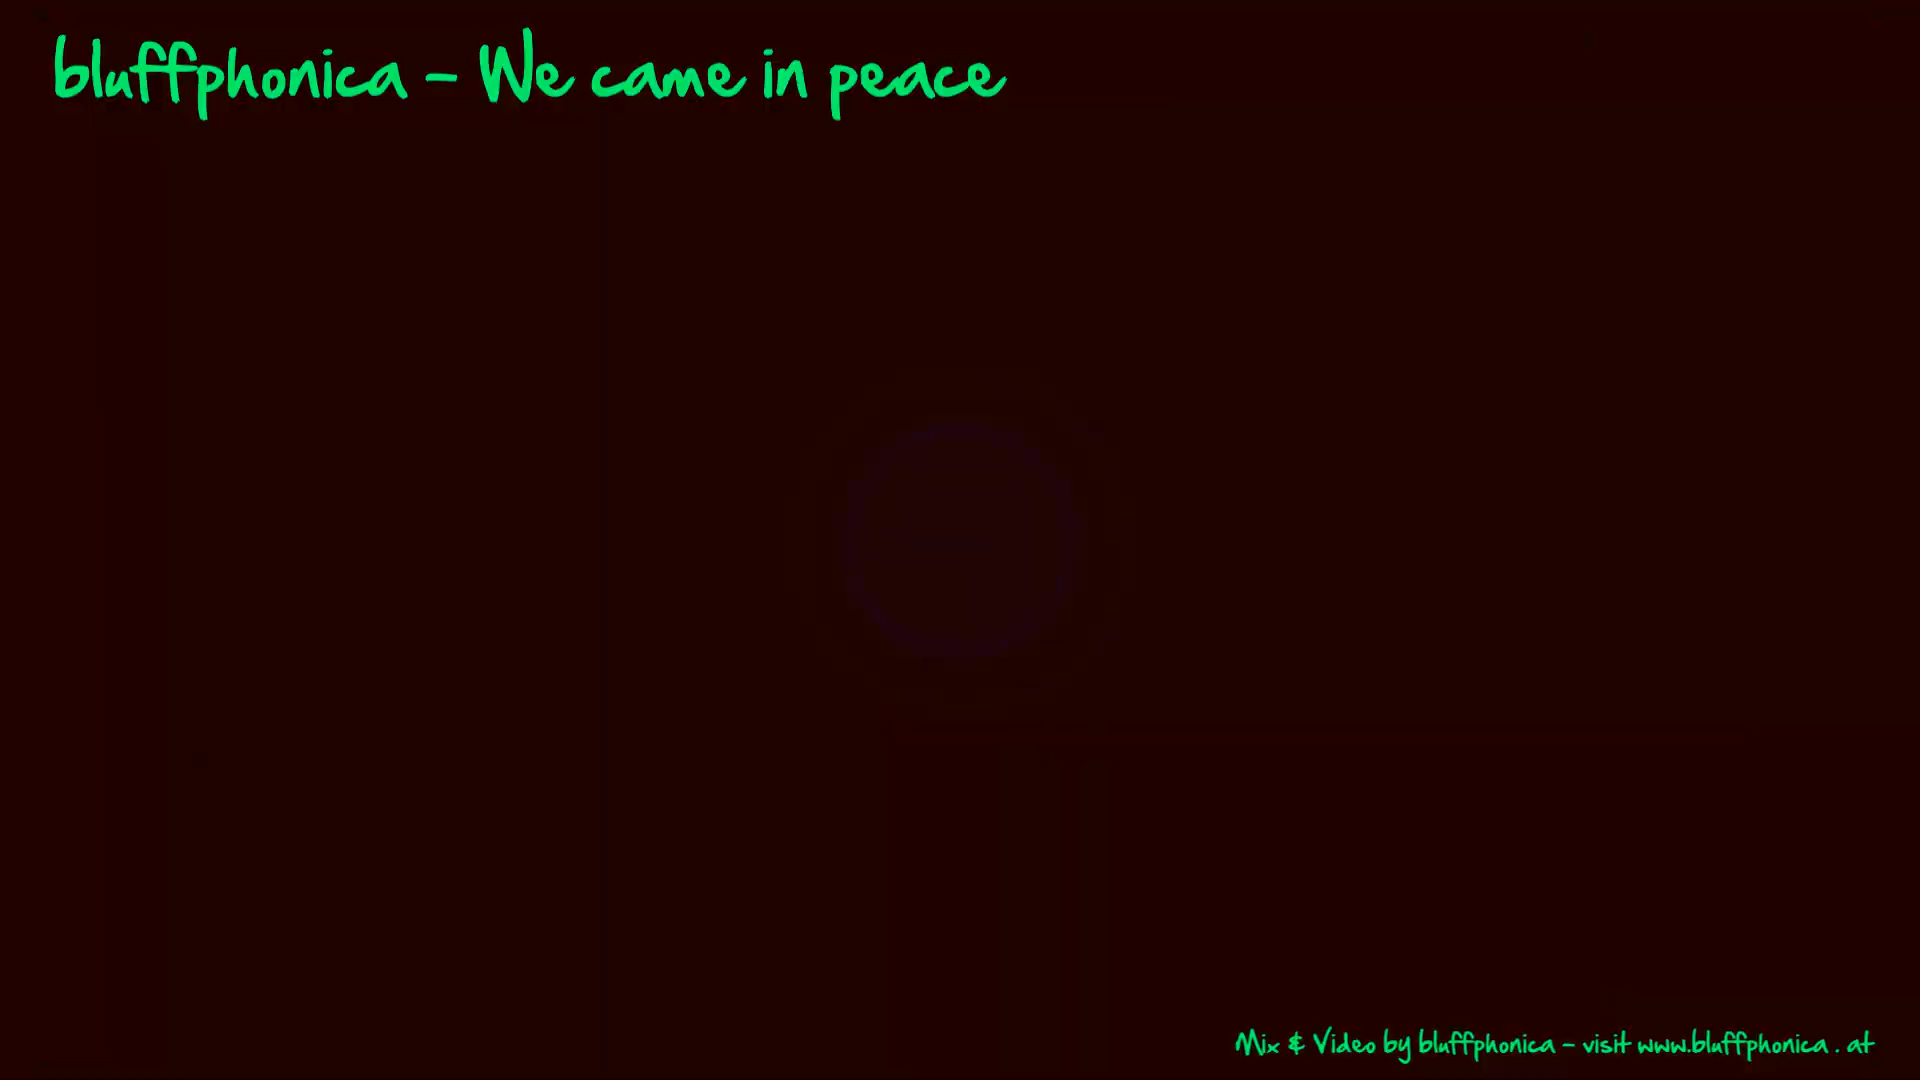 bluffphonica - We came in peace
Mix & Video by bluffphonica - visit www.bluffphonica . at